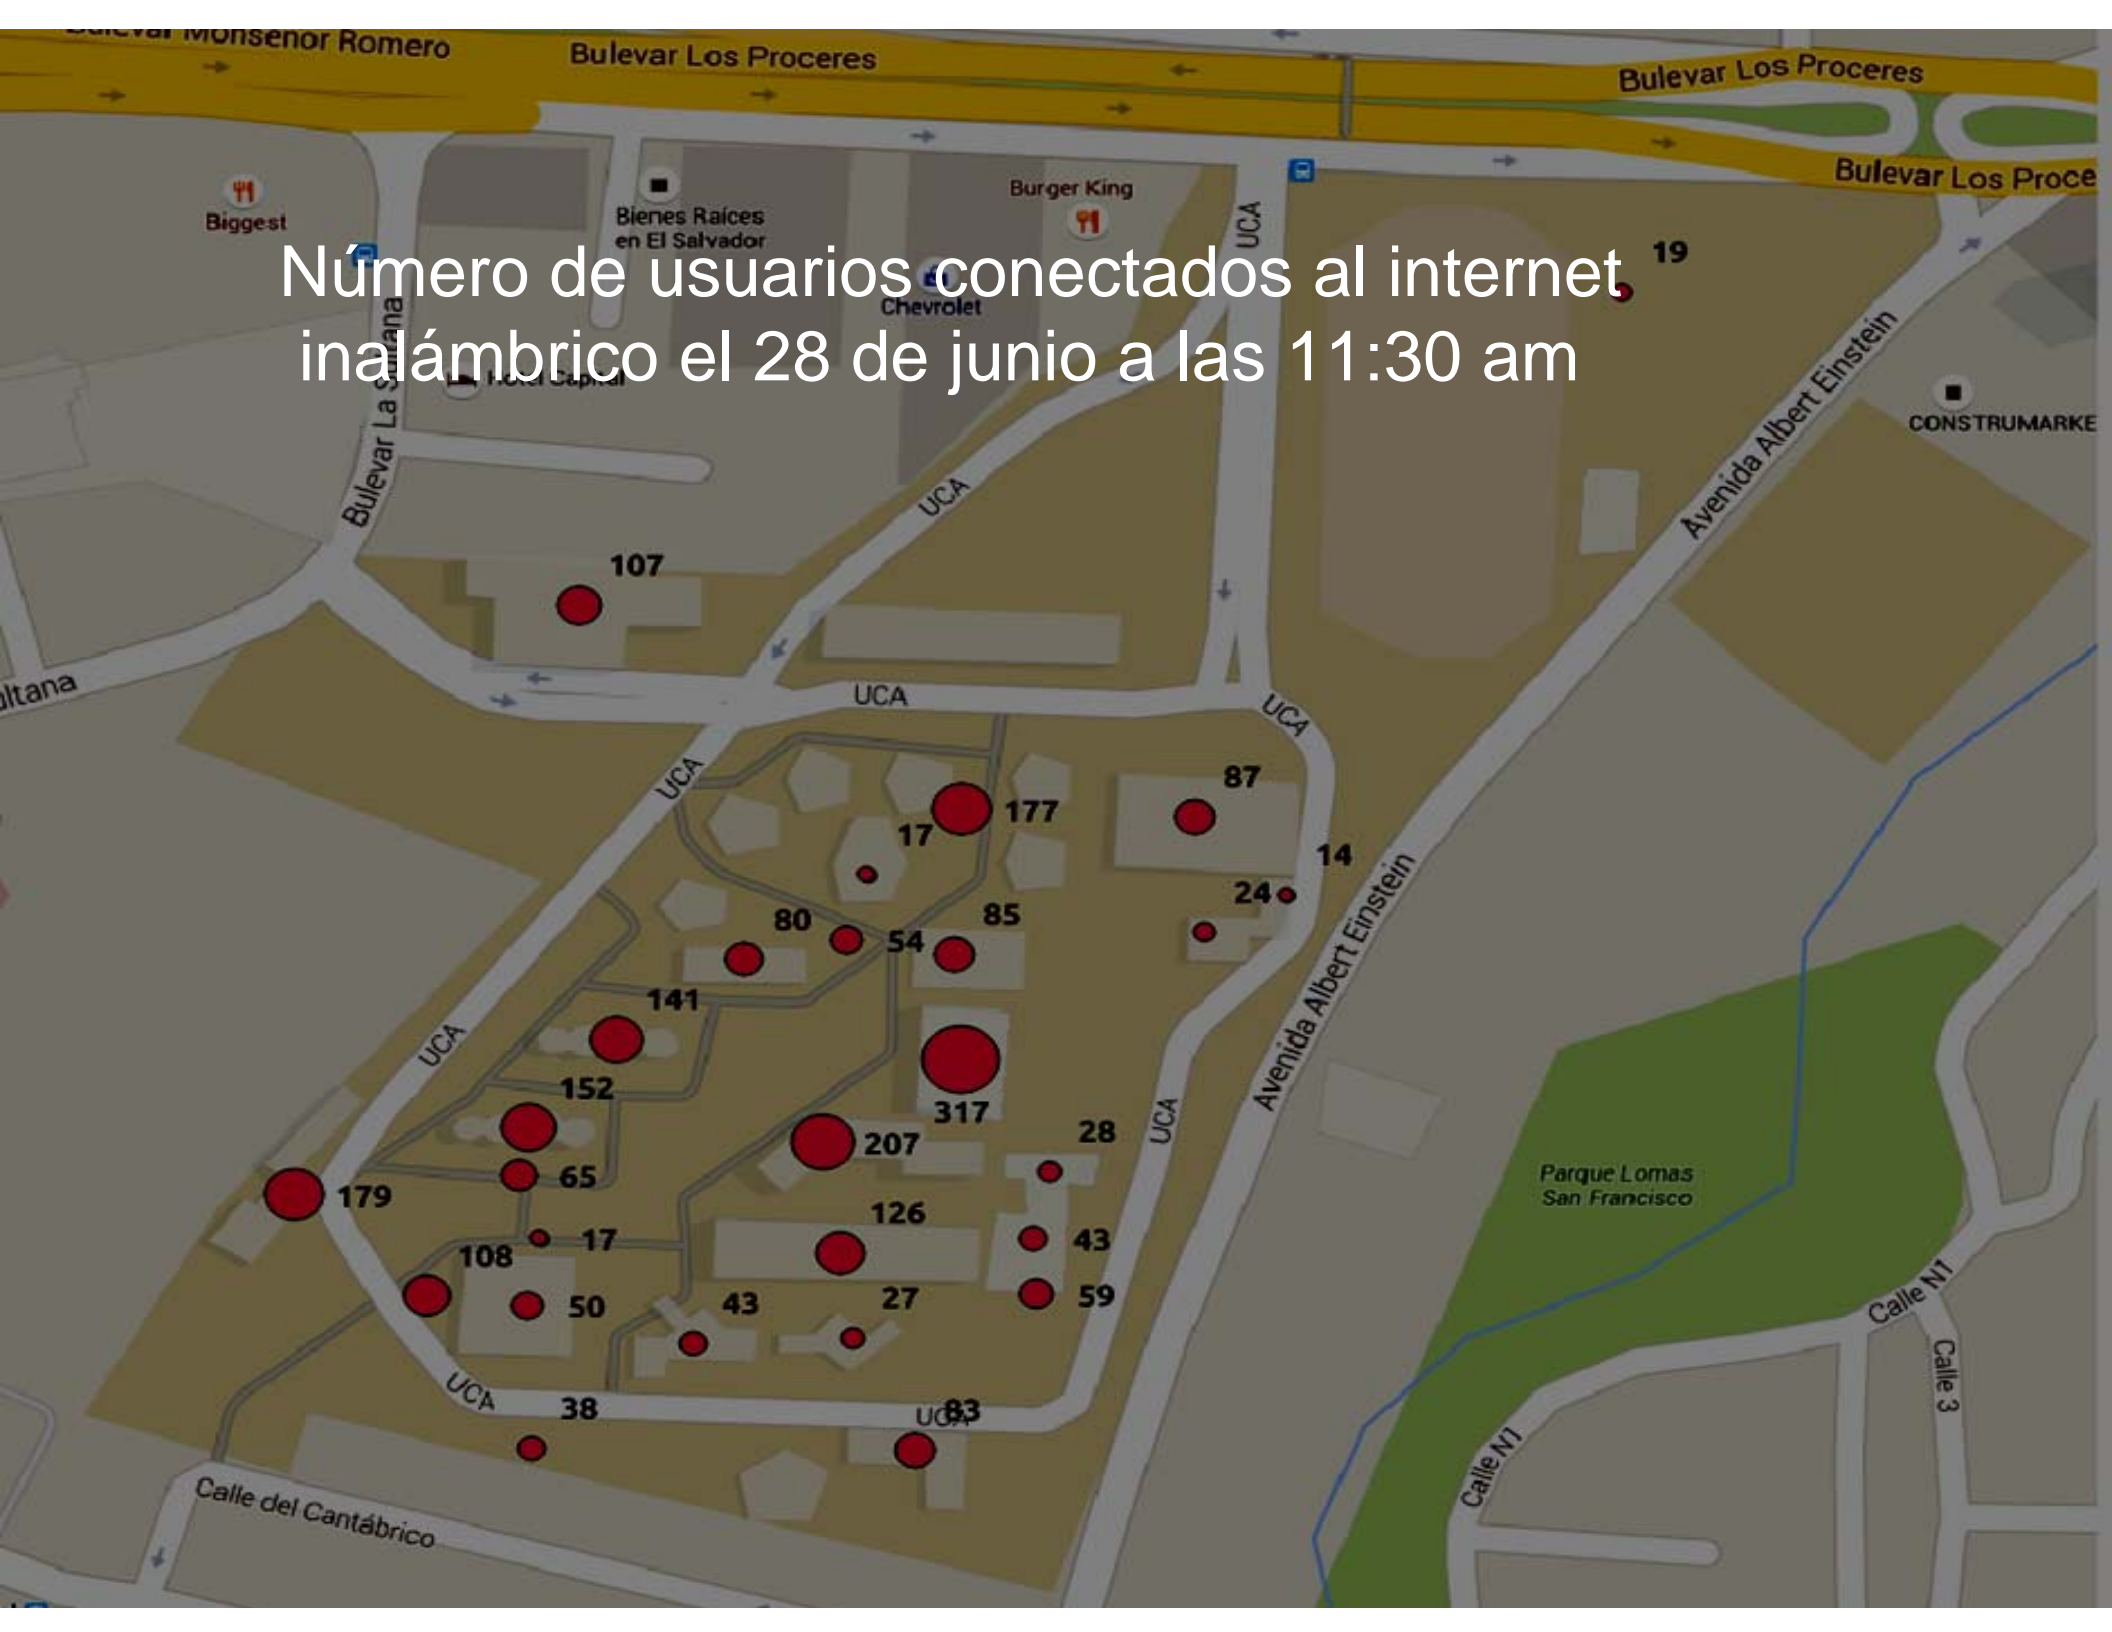 Bulevar Monseñor Romero
Bulevar Los Proceres
Bulevar Los Proceres
Bulevar Los Proce
Biggest
Bienes Raíces
en El Salvador
Burger King
UCA
19
Número de usuarios conectados al internet
Chevrolet
inalámbrico el 28 de junio a las 11:30 am
Hotel Capital
Bulevar La Sultana
CONSTRUMARKE
Avenida Albert Einstein
UCA
107
ultana
UCA
UCA
UCA
87
177
17
14
24
80
85
54
Avenida Albert Einstein
141
UCA
152
317
28
UCA
207
65
179
Parque Lomas
San Francisco
126
17
43
108
50
43
27
59
Calle N1
Calle 3
UCA
38
UCA
83
Calle N1
Calle del Cantábrico